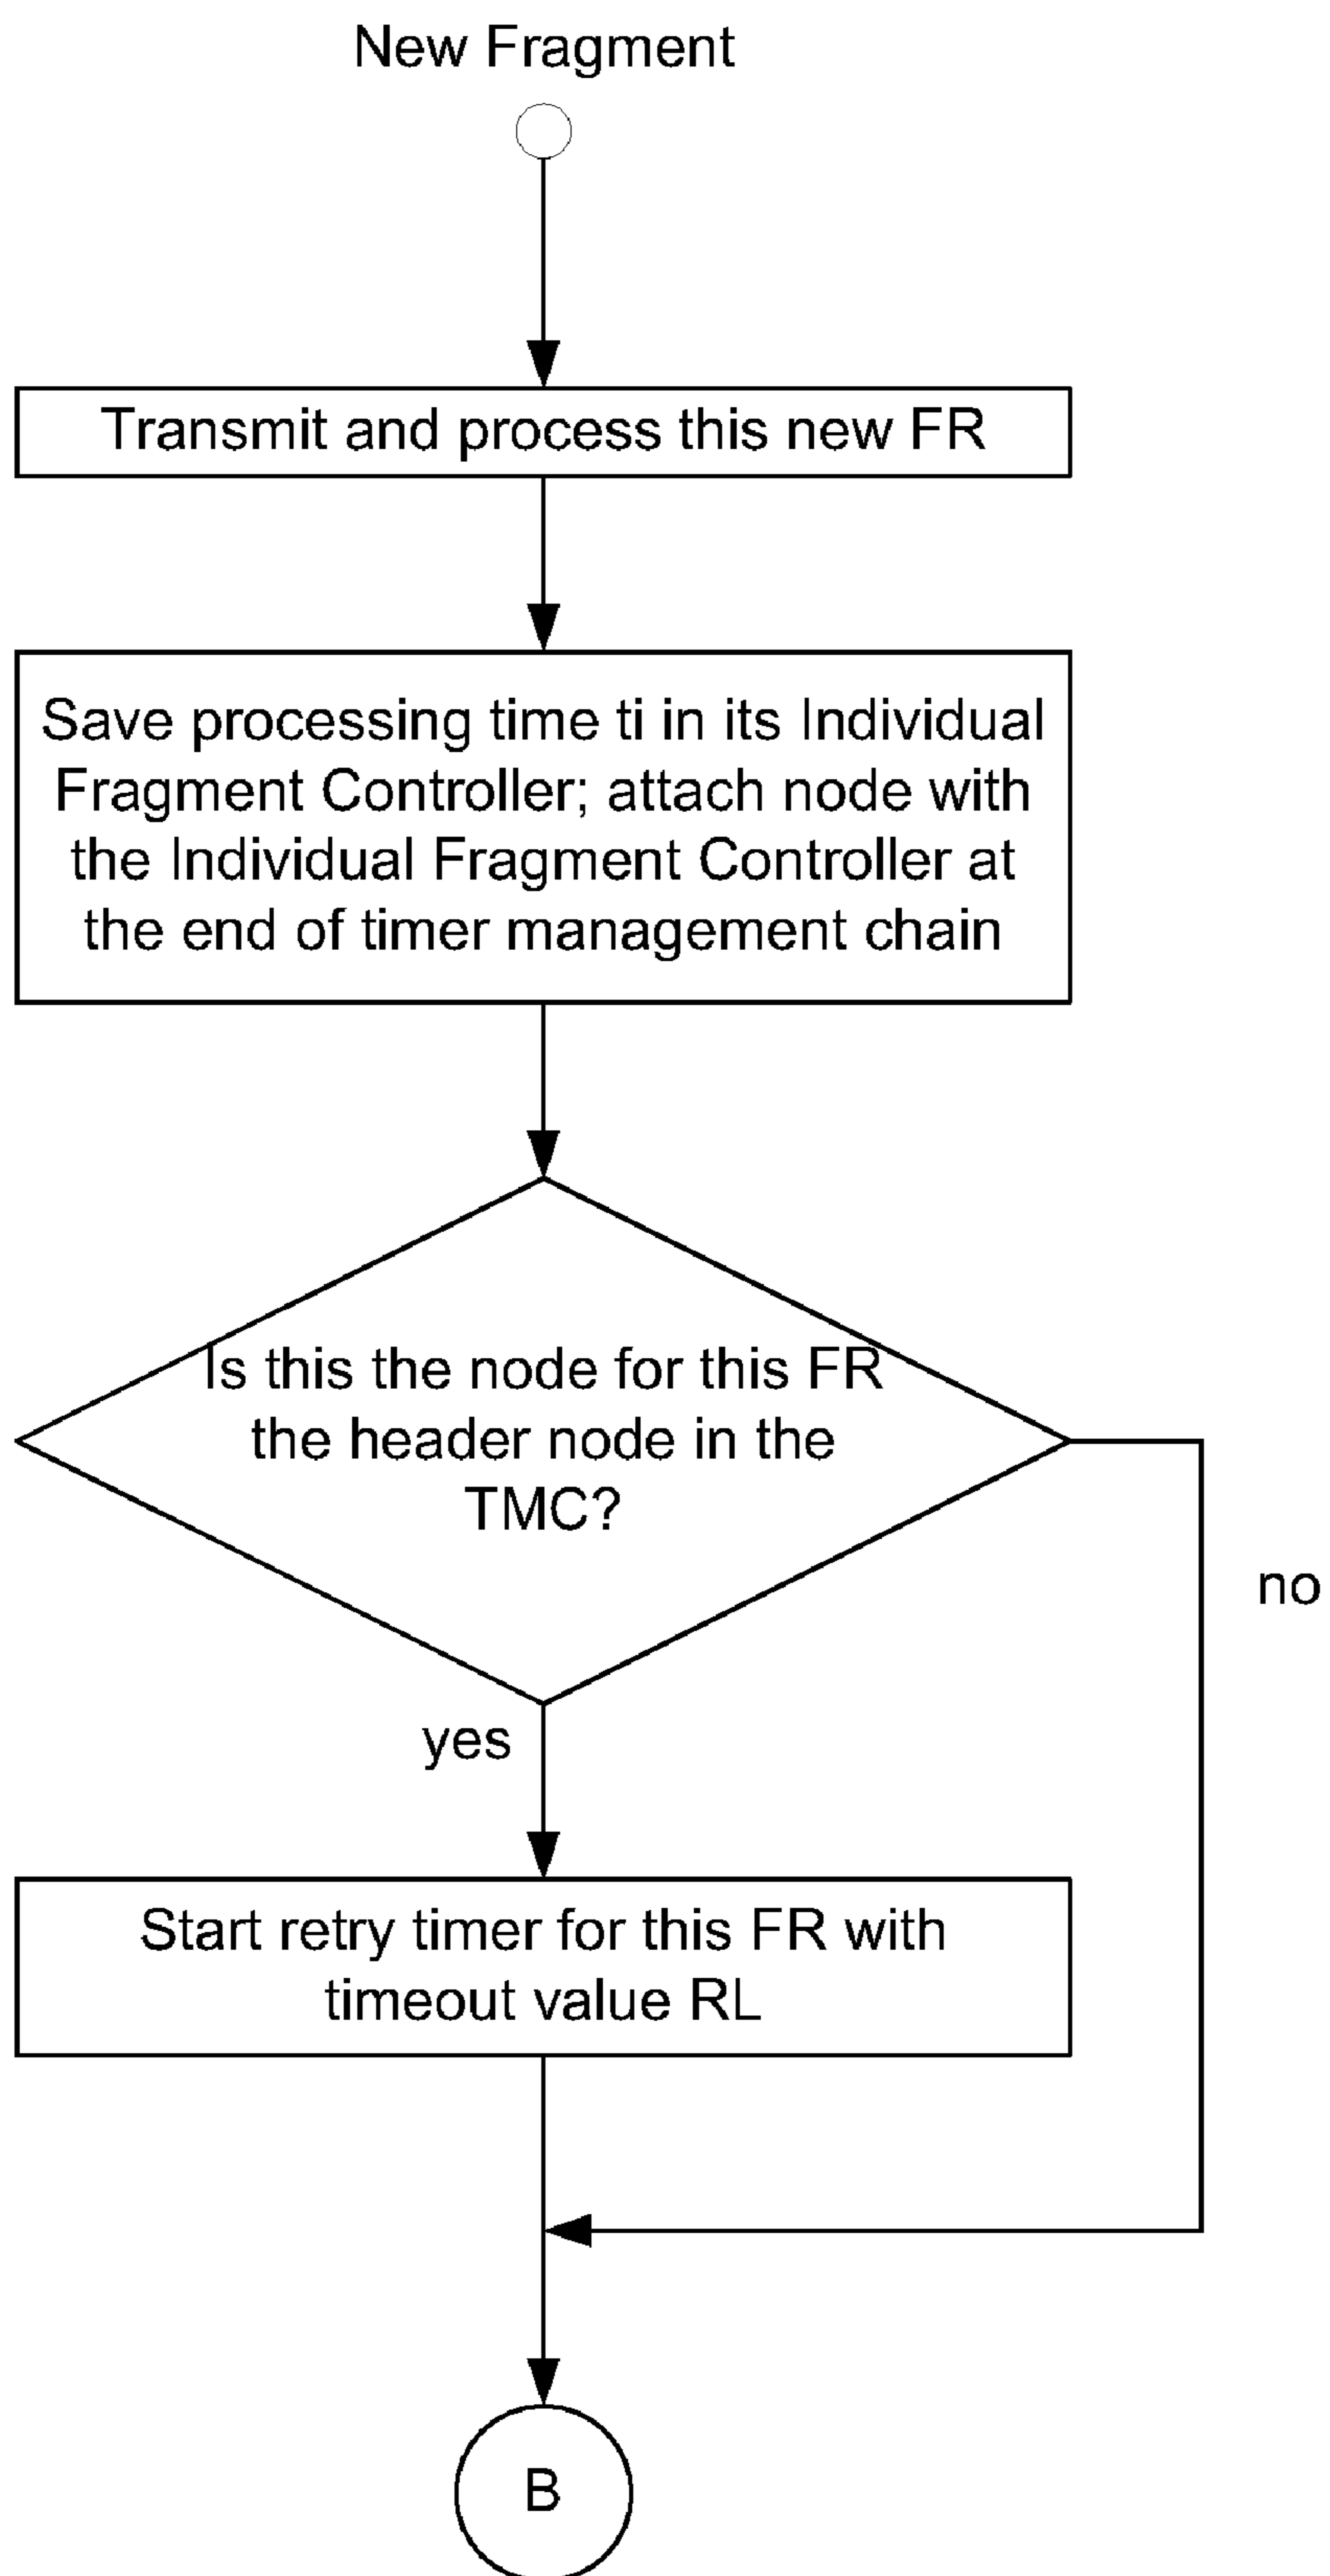 New Fragment
Transmit and process this new FR
Save processing time ti in its Individual
Fragment Controller; attach node with
the Individual Fragment Controller at
the end of timer management chain
Is this the node for this FR
the header node in the
TMC?
no
yes
Start retry timer for this FR with
timeout value RL
B